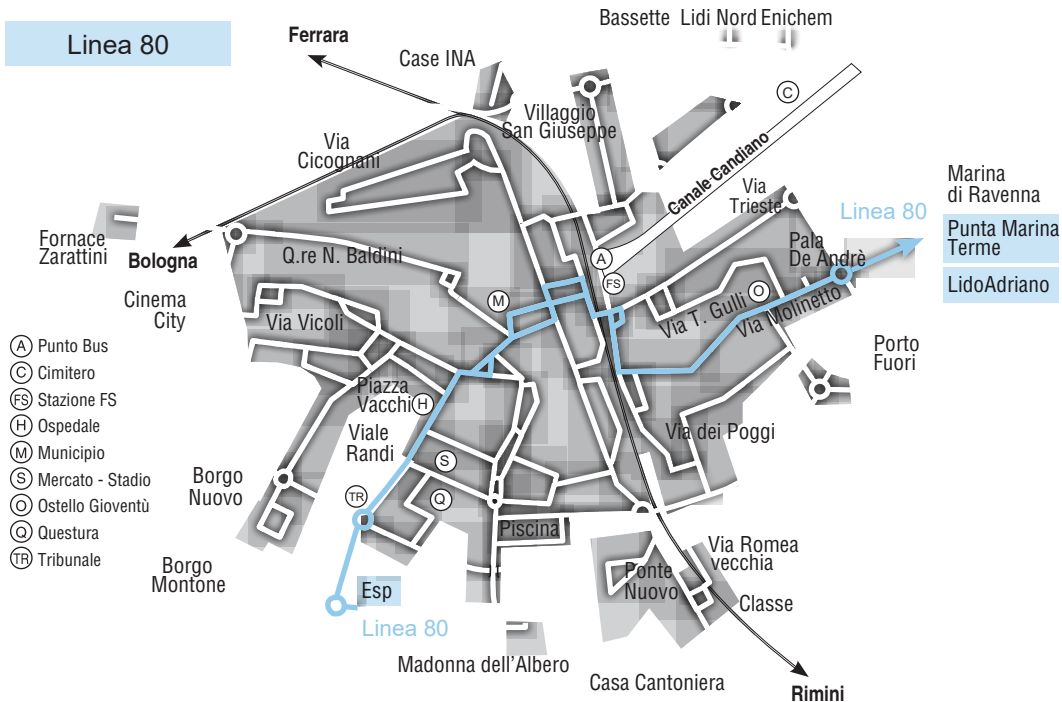 Linea 80
Ferrara
Case INA
Bassette
Lidi Nord
Enichem
C
Villaggio
San Giuseppe
Via
Cicognani
Canale Candiano
Via
Trieste
Marina
di Ravenna
Linea 80
Punta Marina
Terme
LidoAdriano
Fornace
Zarattini
Bologna
Q.re N. Baldini
Pala
De Andrè
A
FS
M
O
Cinema
City
Via Vicoli
Via T. Gulli
Via Molinetto
Porto
Fuori
A Punto Bus
C Cimitero
FS Stazione FS
H Ospedale
M Municipio
S Mercato - Stadio
O Ostello Gioventù
Q Questura
TR Tribunale
Piazza
Vacchi
H
Viale
Randi
Via dei Poggi
S
Q
TR
Borgo
Nuovo
Piscina
Borgo
Montone
Via Romea
vecchia
Ponte
Nuovo
Classe
Esp
Linea 80
Madonna dell'Albero
Casa Cantoniera
Rimini